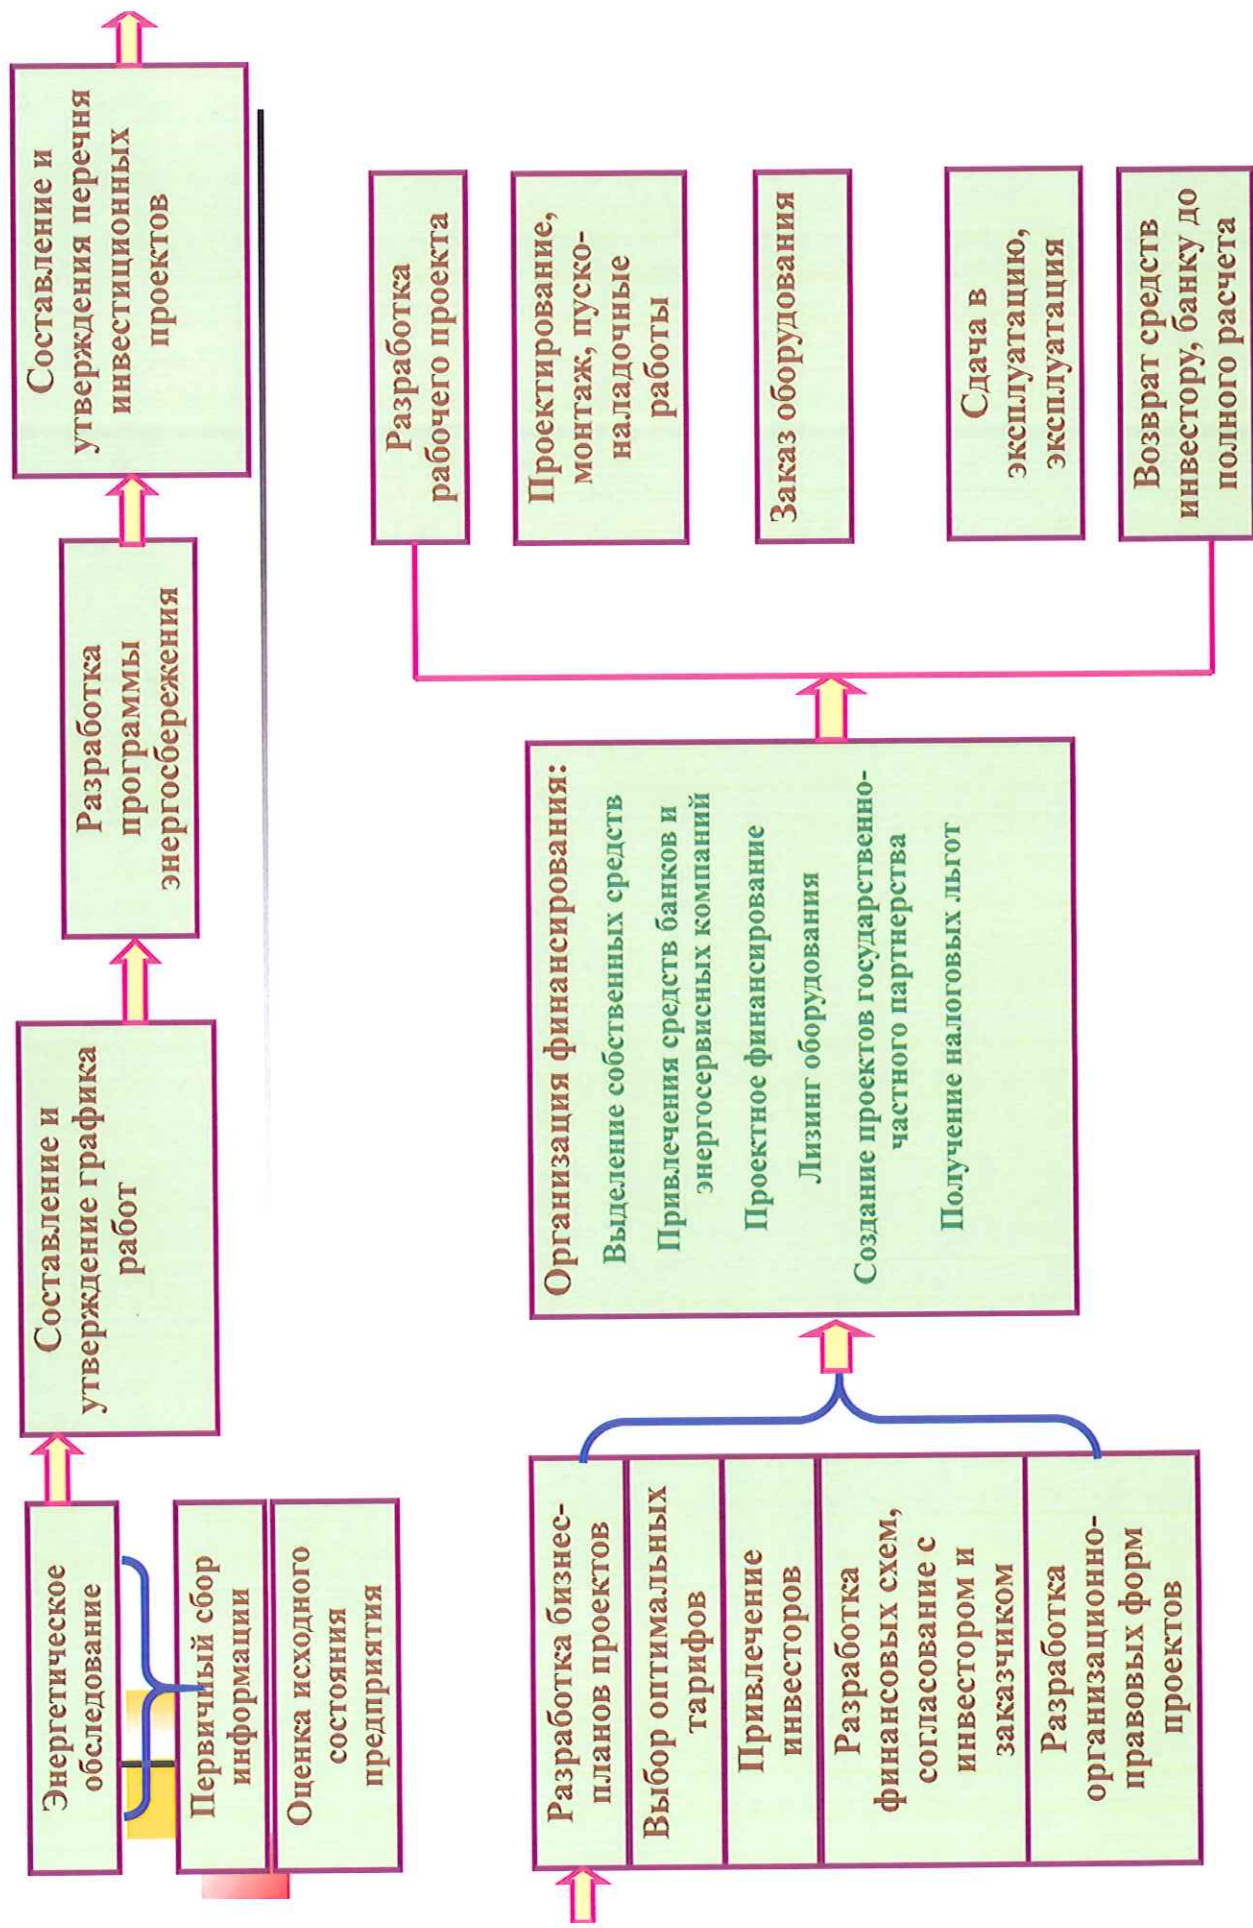 Энергетическое
обследование
Первичный сбор
информации
Оценка исходного
состояния
предприятия
Составление и
утверждение графика
работ
Разработка
программы
энергосбережения
Составление и
утверждения перечня
инвестиционных
проектов
Разработка бизнес-
планов проектов
Выбор оптимальных
тарифов
Привлечение
инвесторов
Разработка
финансовых схем,
согласование с
инвестором и
заказчиком
Разработка
организационно-
правовых форм
проектов
Организация финансирования:
Выделение собственных средств
Привлечения средств банков и
энергосервисных компаний
Проектное финансирование
Лизинг оборудования
Создание проектов государственно-
частного партнерства
Получение налоговых льгот
Разработка
рабочего проекта
Проектирование,
монтаж, пуско-
наладочные
работы
Заказ оборудования
Сдача в
эксплуатацию,
эксплуатация
Возврат средств
инвестору, банку до
полного расчета